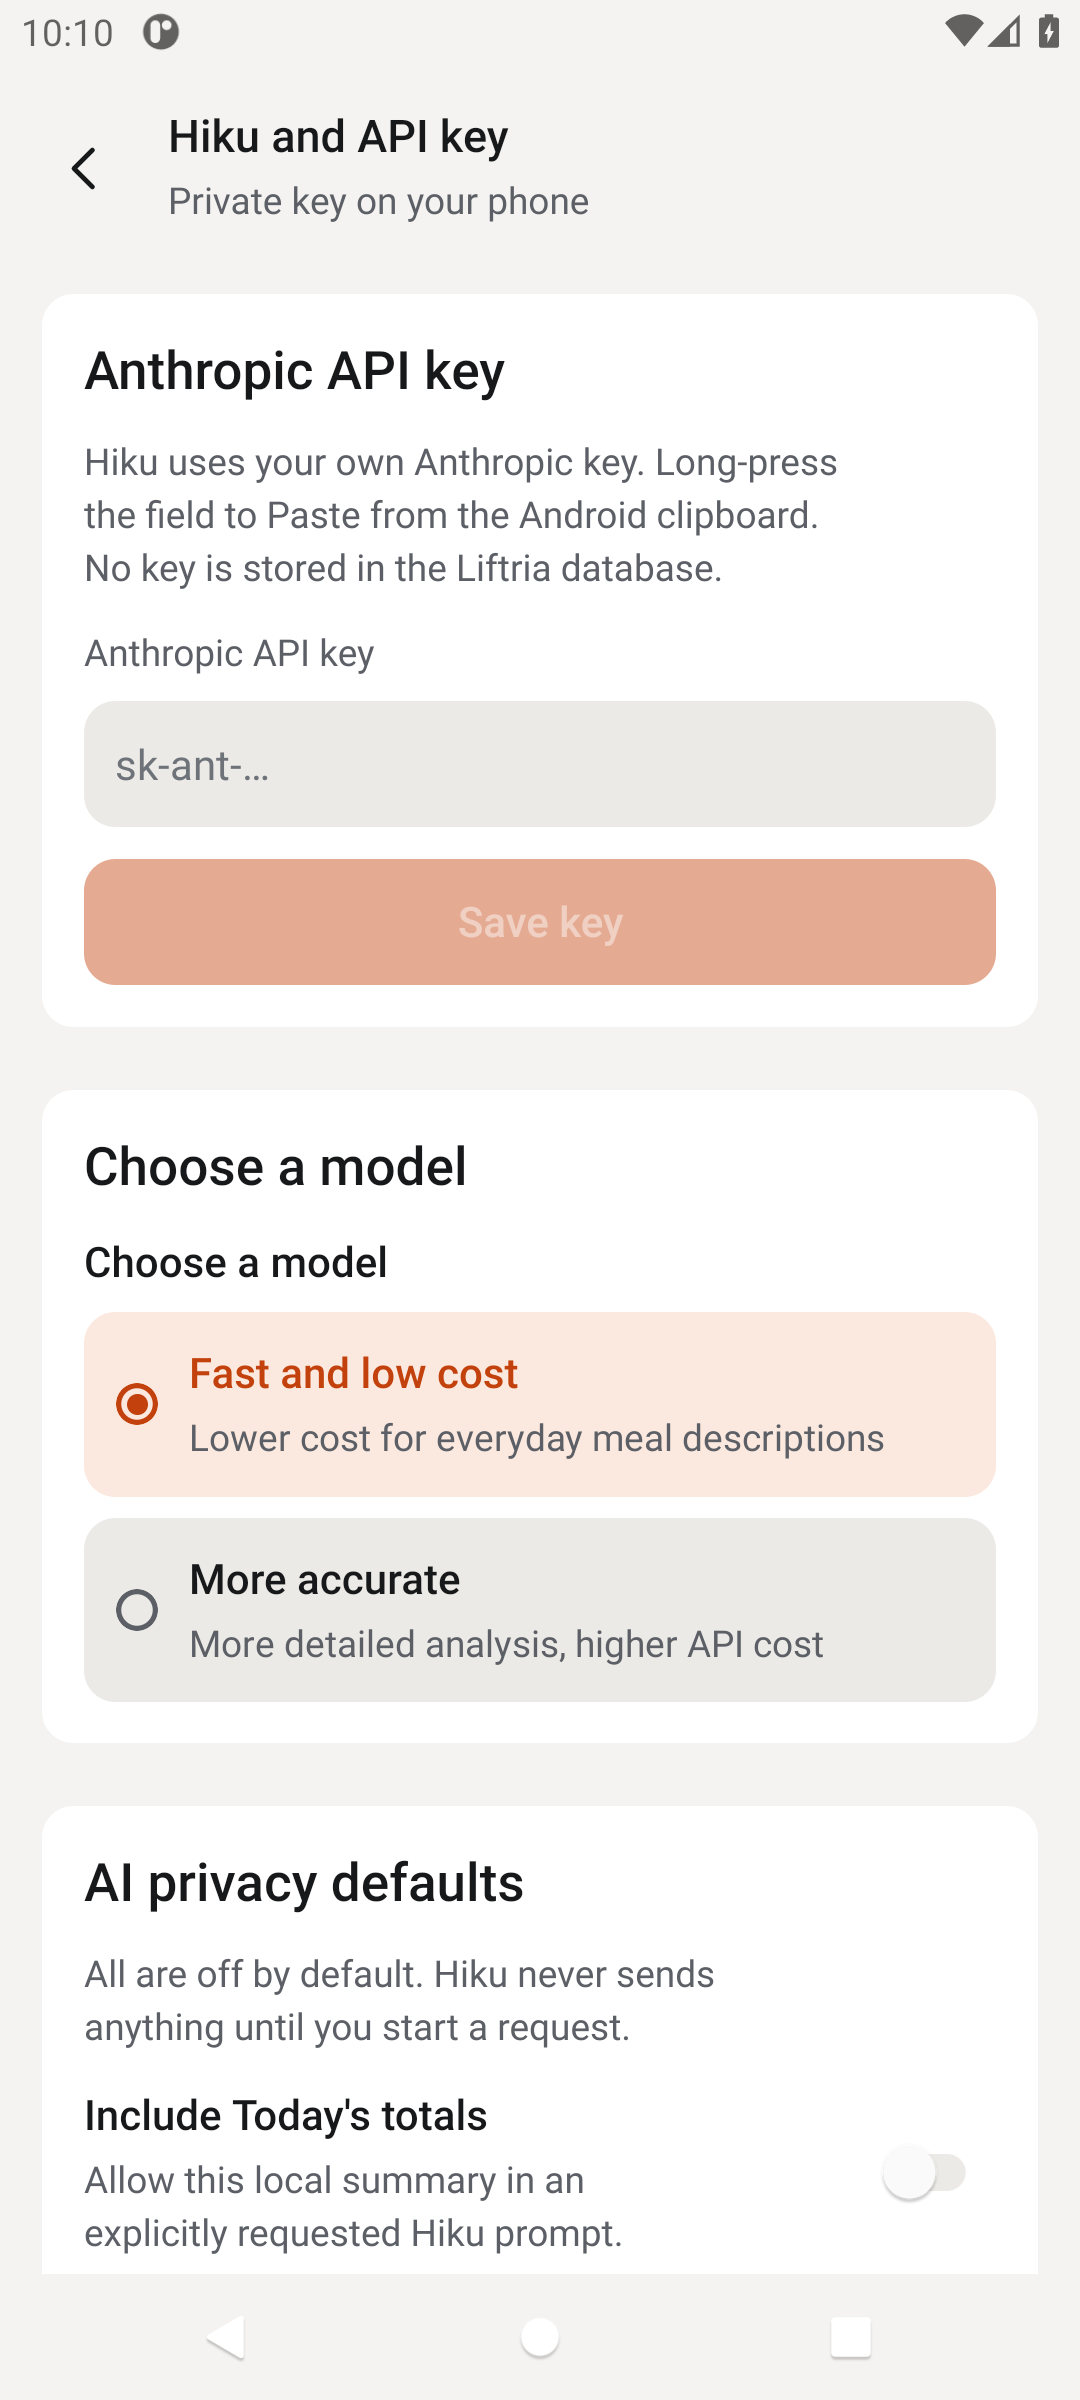 10:10
Hiku and API key
Private key on your phone
Anthropic API key
Hiku uses your own Anthropic key. Long-press
the field to Paste from the Android clipboard.
No key is stored in the Liftria database.
Anthropic API key
sk-ant-...
Save key
Choose a model
Choose a model
Fast and low cost
Lower cost for everyday meal descriptions
More accurate
More detailed analysis, higher API cost
AI privacy defaults
All are off by default. Hiku never sends
anything until you start a request.
Include Today's totals
Allow this local summary in an
explicitly requested Hiku prompt.